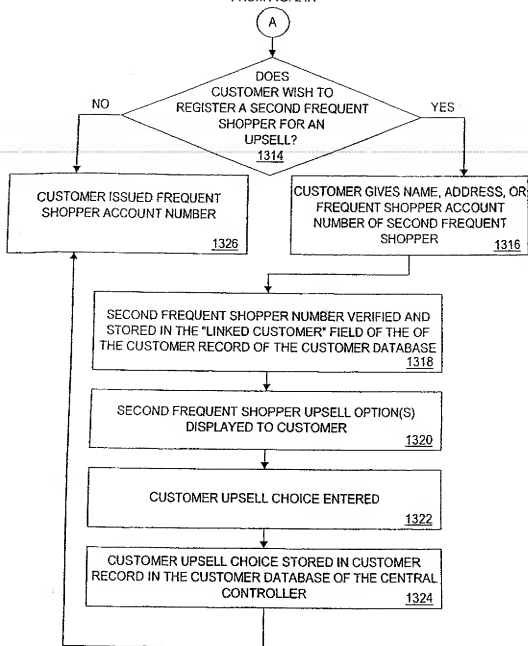 A
DOES
CUSTOMER WISH TO
REGISTER A SECOND FREQUENT
SHOPPER FOR AN
UPSELL?
1314
NO
YES
CUSTOMER ISSUED FREQUENT
SHOPPER ACCOUNT NUMBER
1326
CUSTOMER GIVES NAME, ADDRESS, OR
FREQUENT SHOPPER ACCOUNT
NUMBER OF SECOND FREQUENT
SHOPPER
1316
SECOND FREQUENT SHOPPER NUMBER VERIFIED AND
STORED IN THE "LINKED CUSTOMER" FIELD OF THE OF
THE CUSTOMER RECORD OF THE CUSTOMER DATABASE
1318
SECOND FREQUENT SHOPPER UPSELL OPTION(S)
DISPLAYED TO CUSTOMER
1320
CUSTOMER UPSELL CHOICE ENTERED
1322
CUSTOMER UPSELL CHOICE STORED IN CUSTOMER
RECORD IN THE CUSTOMER DATABASE OF THE CENTRAL
CONTROLLER
1324